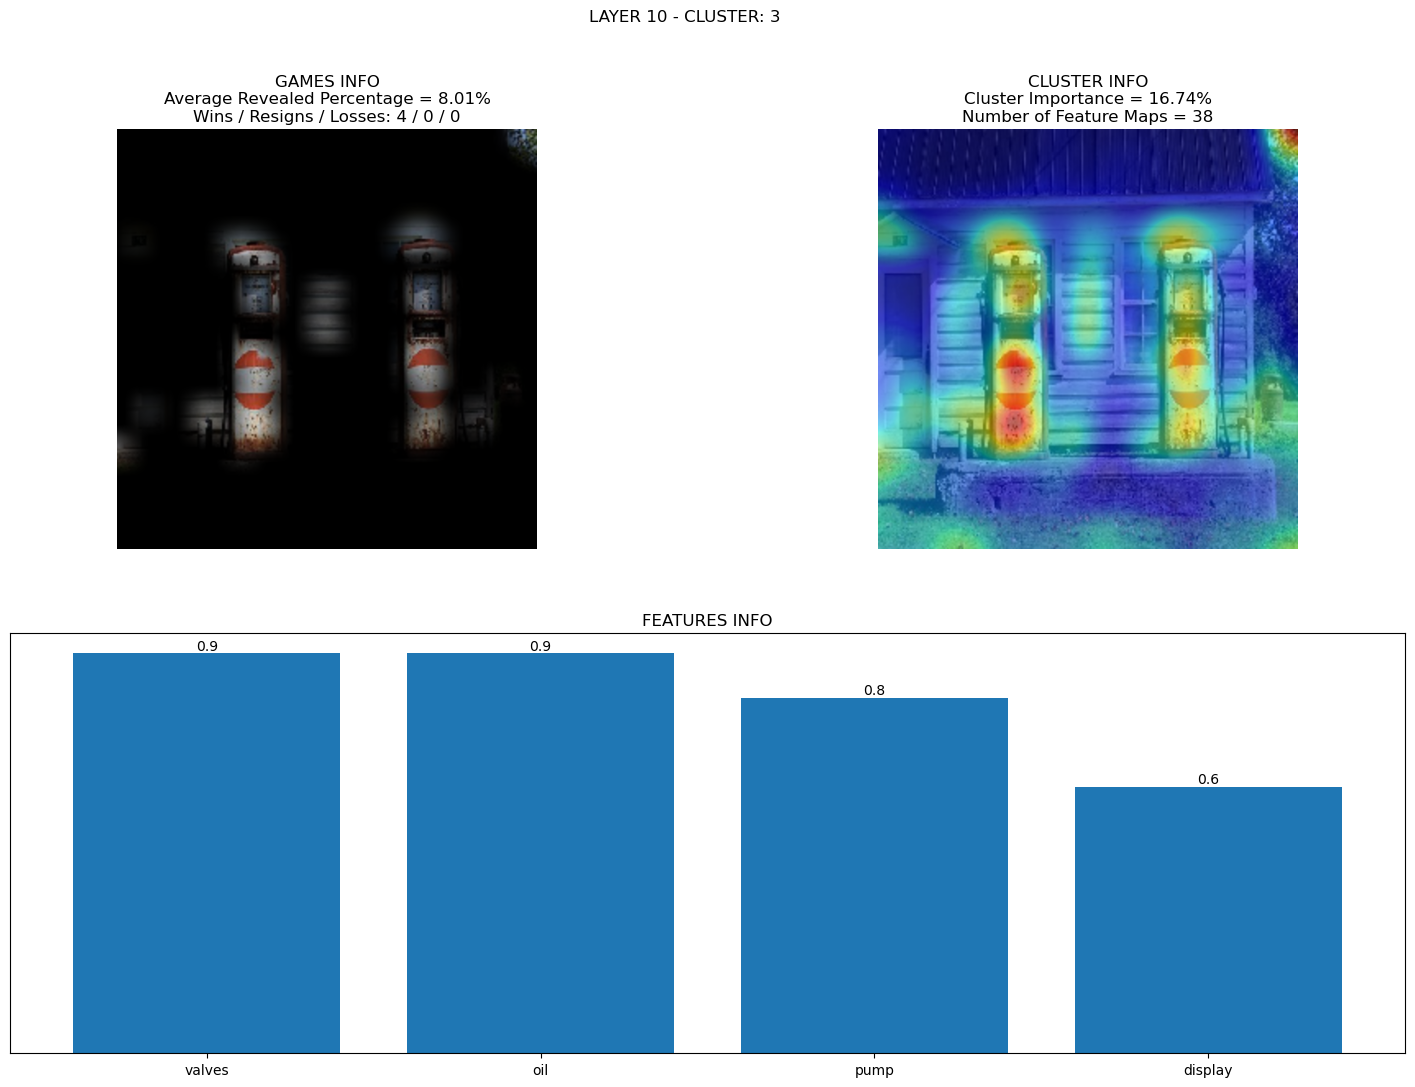 LAYER 10 - CLUSTER: 3
GAMES INFO
Average Revealed Percentage = 8.01%
Wins / Resigns / Losses: 4 / 0 / 0
CLUSTER INFO
Cluster Importance = 16.74%
Number of Feature Maps = 38
FEATURES INFO
0.9
0.9
0.8
0.6
valves
oil
pump
display